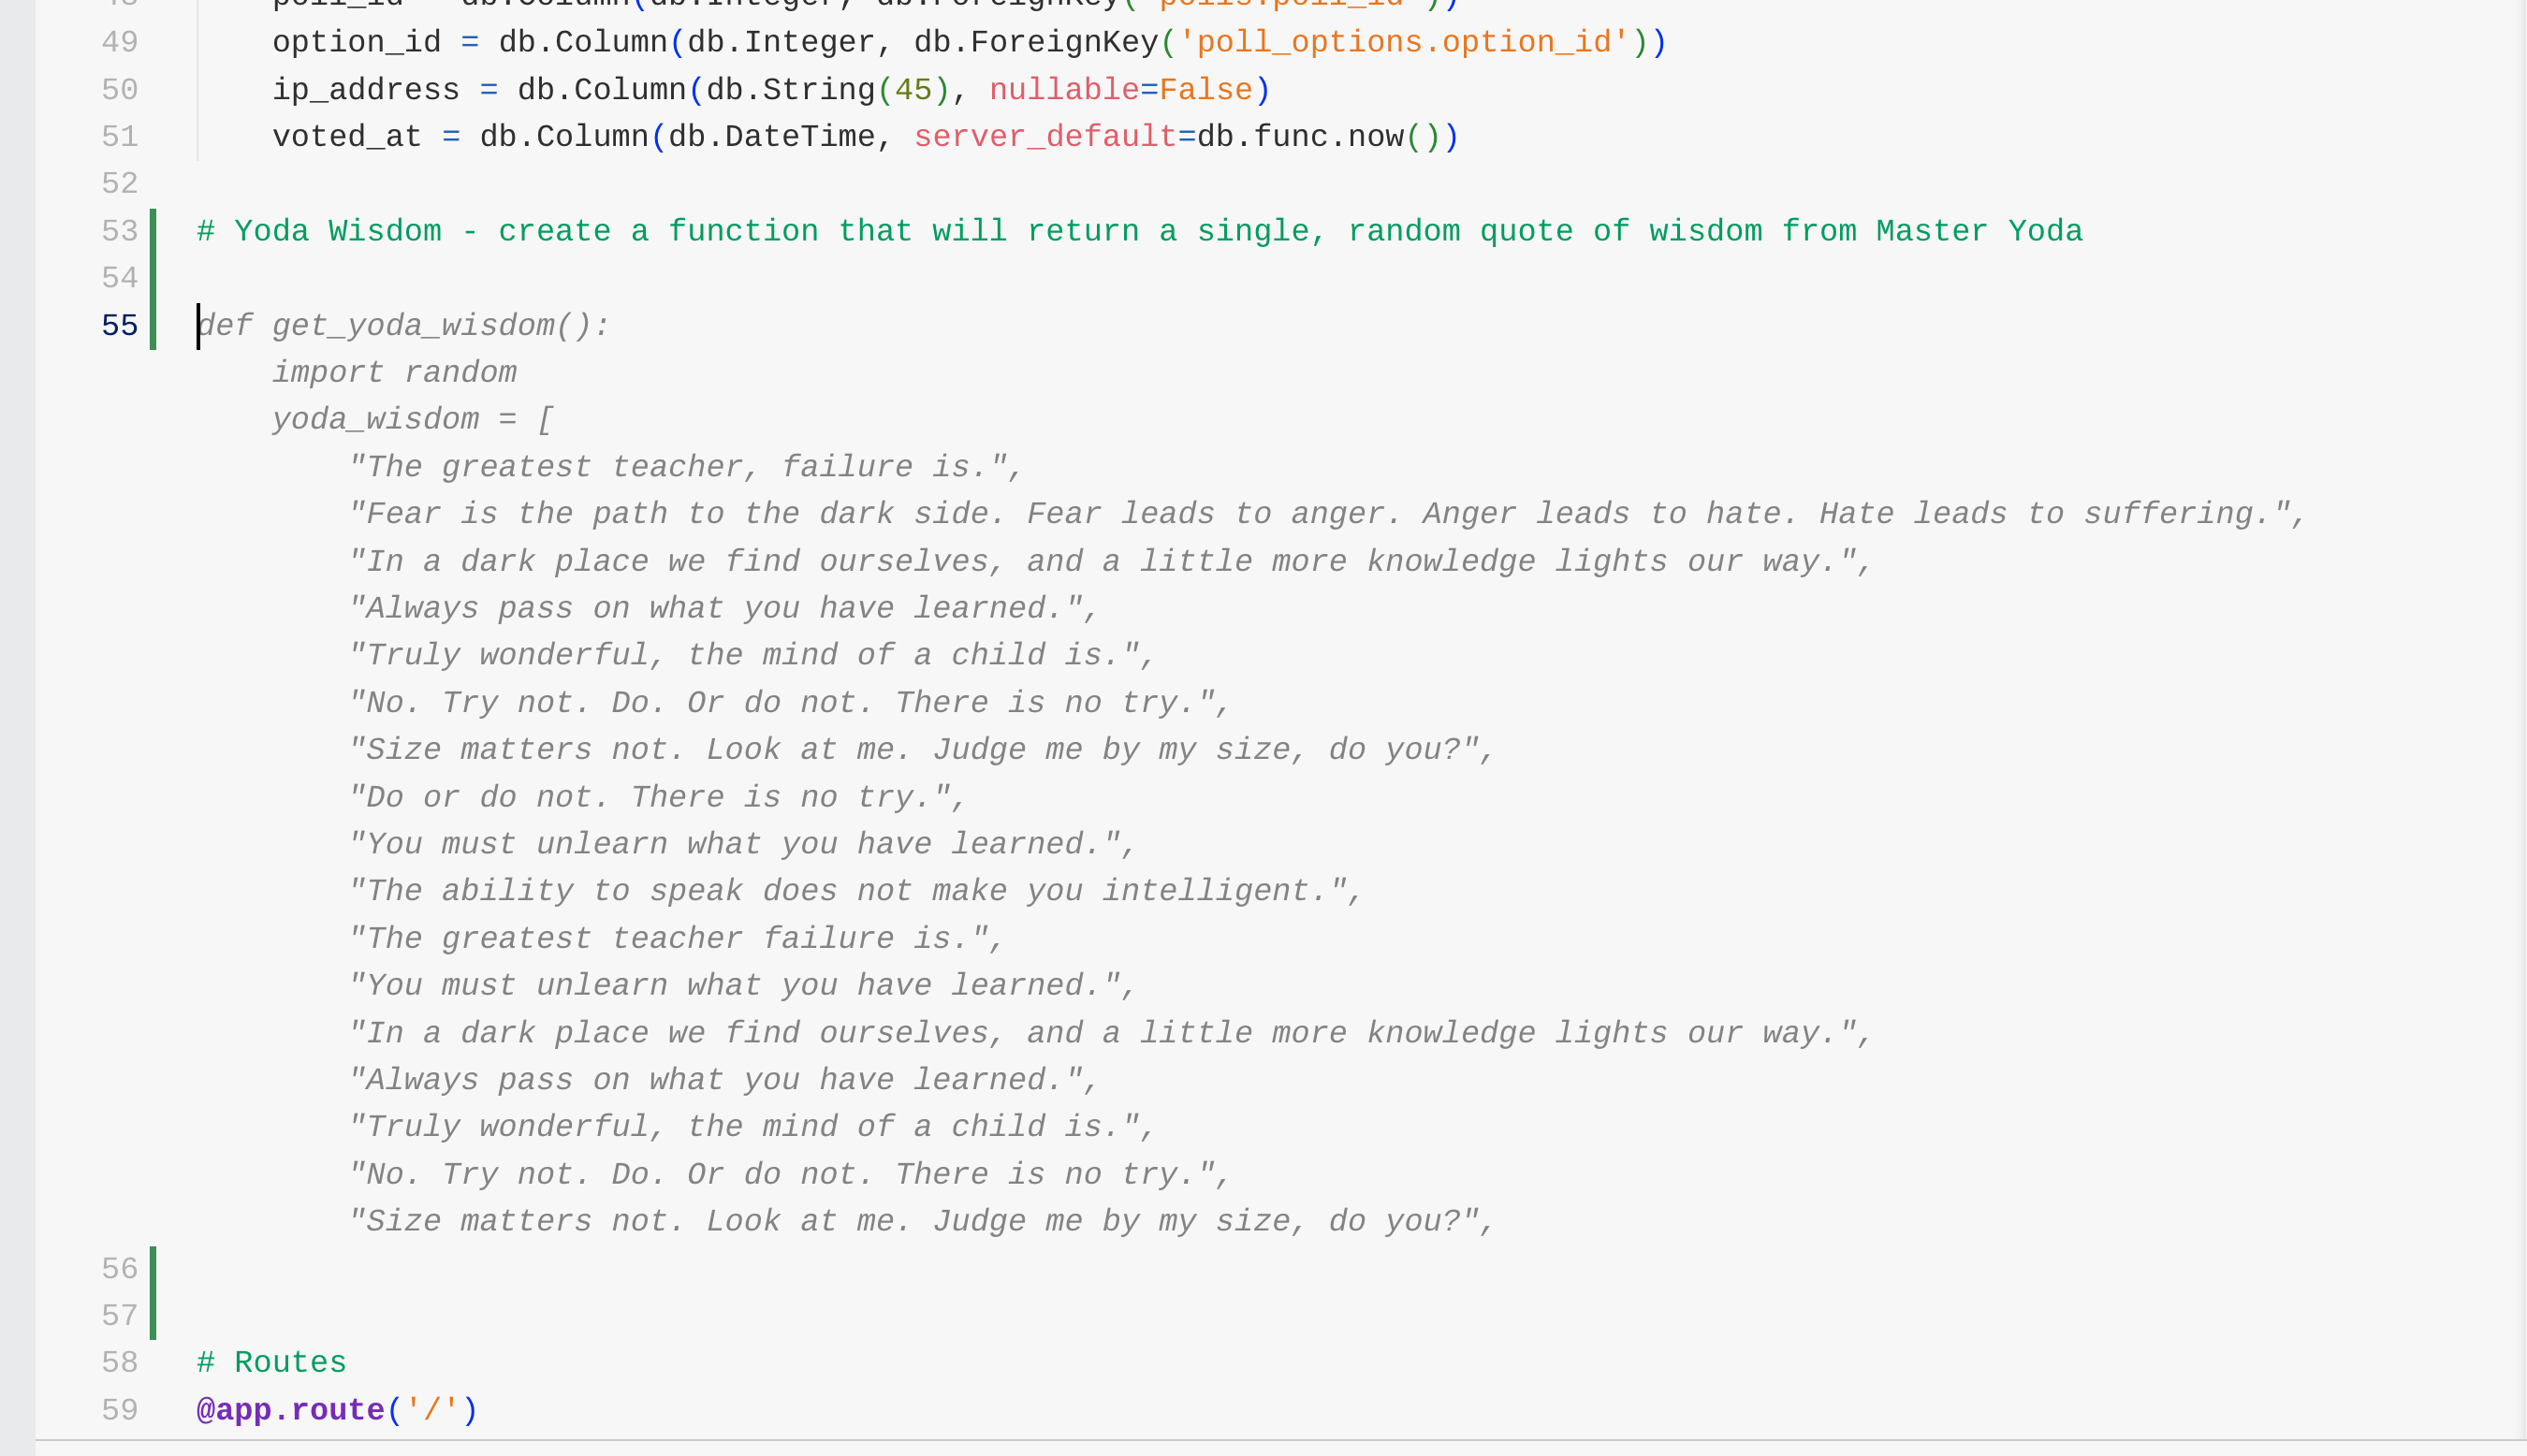 poll_id = db.Column(db.Integer, db.ForeignKey('polls.poll_id'))
49 option_id = db.Column(db.Integer, db.ForeignKey('poll_options.option_id'))
50 ip_address = db.Column(db.String(45), nullable=False)
51 voted_at = db.Column(db.DateTime, server_default=db.func.now())
52
53 # Yoda Wisdom - create a function that will return a single, random quote of wisdom from Master Yoda
54
55 def get_yoda_wisdom():
import random
yoda_wisdom = [
"The greatest teacher, failure is.",
"Fear is the path to the dark side. Fear leads to anger. Anger leads to hate. Hate leads to suffering.",
"In a dark place we find ourselves, and a little more knowledge lights our way.",
"Always pass on what you have learned.",
"Truly wonderful, the mind of a child is.",
"No. Try not. Do. Or do not. There is no try.",
"Size matters not. Look at me. Judge me by my size, do you?",
"Do or do not. There is no try.",
"You must unlearn what you have learned.",
"The ability to speak does not make you intelligent.",
"The greatest teacher failure is.",
"You must unlearn what you have learned.",
"In a dark place we find ourselves, and a little more knowledge lights our way.",
"Always pass on what you have learned.",
"Truly wonderful, the mind of a child is.",
"No. Try not. Do. Or do not. There is no try.",
"Size matters not. Look at me. Judge me by my size, do you?",
56
57
58 # Routes
59 @app.route('/')